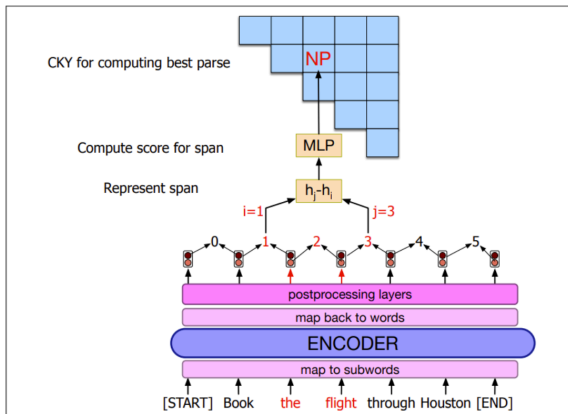 CKY for computing best parse
NP
Compute score for span
MLP
Represent span
hj-hi
i=1
j=3
0 1 2 3 4 5
postprocessing layers
map back to words
ENCODER
map to subwords
[START] Book the flight through Houston [END]